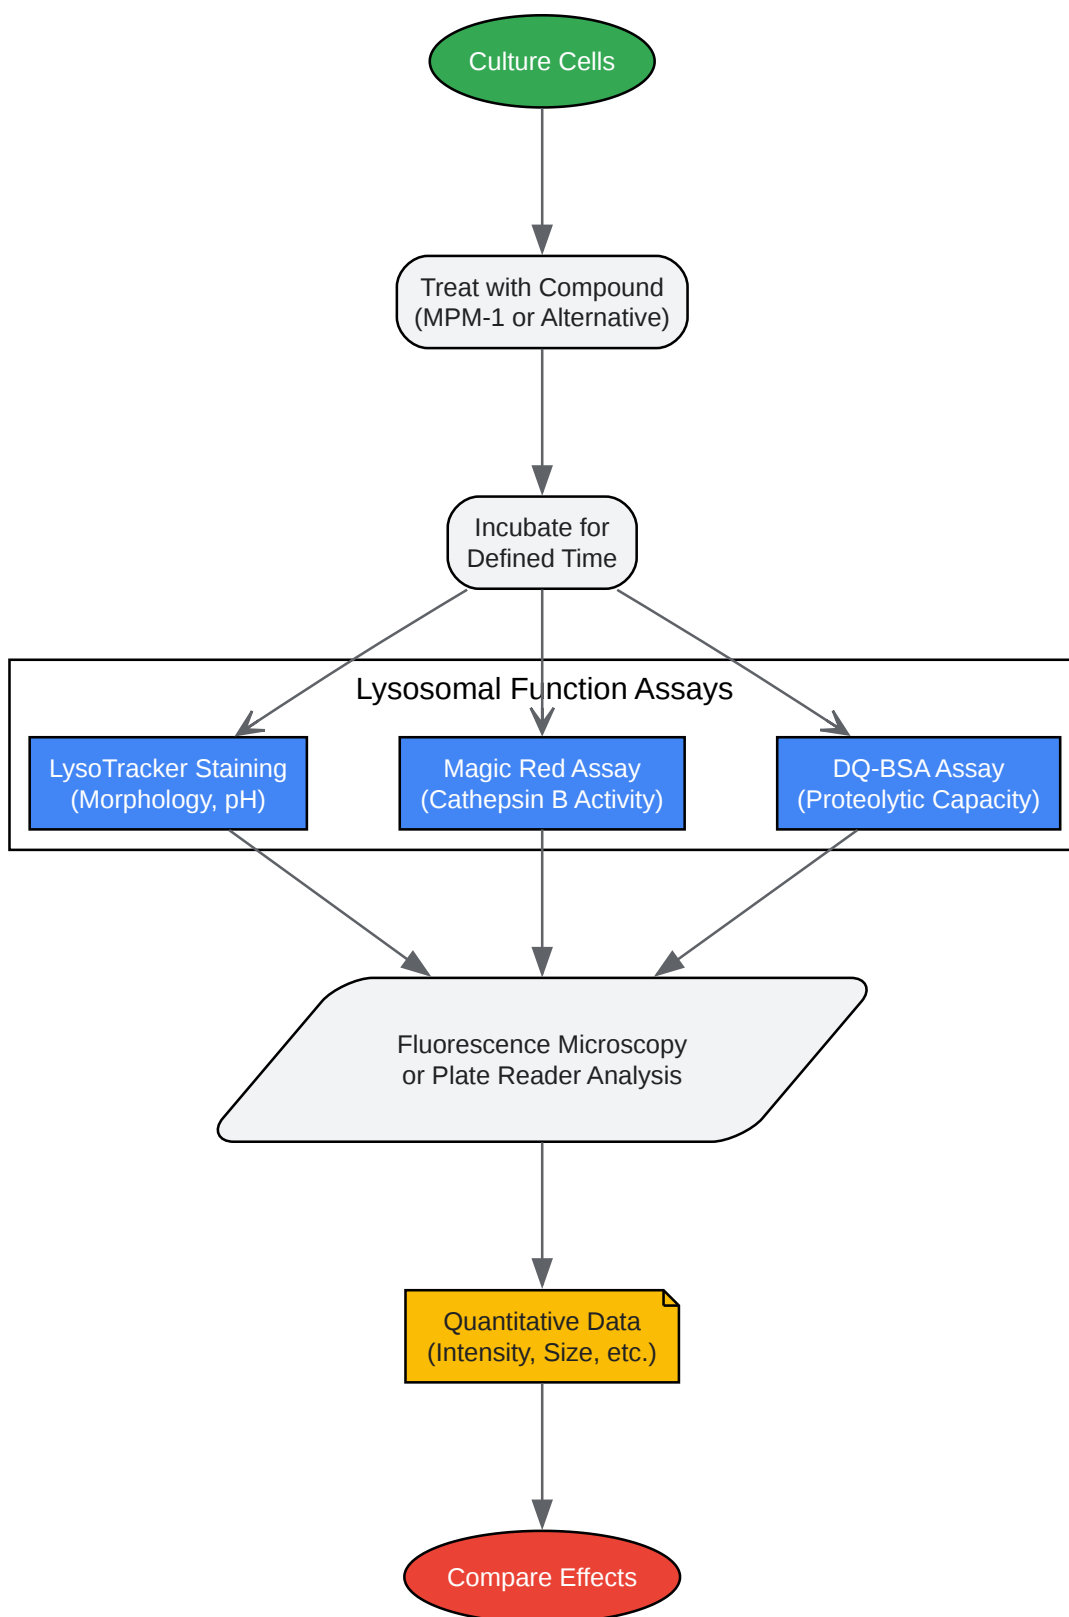 Culture Cells
Treat with Compound
(MPM-1 or Alternative)
Incubate for
Defined Time
Lysosomal Function Assays
LysoTracker Staining
(Morphology, pH)
Magic Red Assay
(Cathepsin B Activity)
DQ-BSA Assay
(Proteolytic Capacity)
Fluorescence Microscopy
or Plate Reader Analysis
Quantitative Data
(Intensity, Size, etc.)
Compare Effects